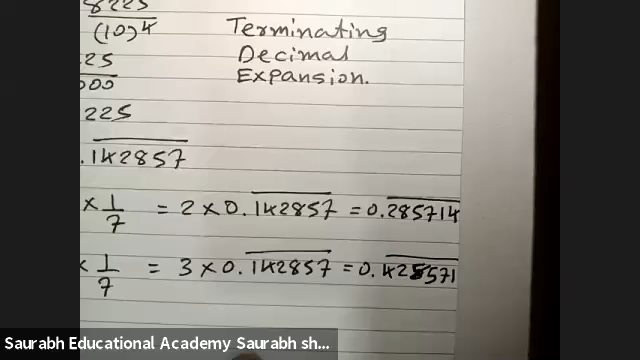 8225
(10)4
Terminating
Decimal
Expansion.
25
000
225
.142857
× 1/7 = 2 × 0.142857 = 0.285714
× 1/7 = 3 × 0.142857 = 0.428571
Saurabh Educational Academy Saurabh sh...